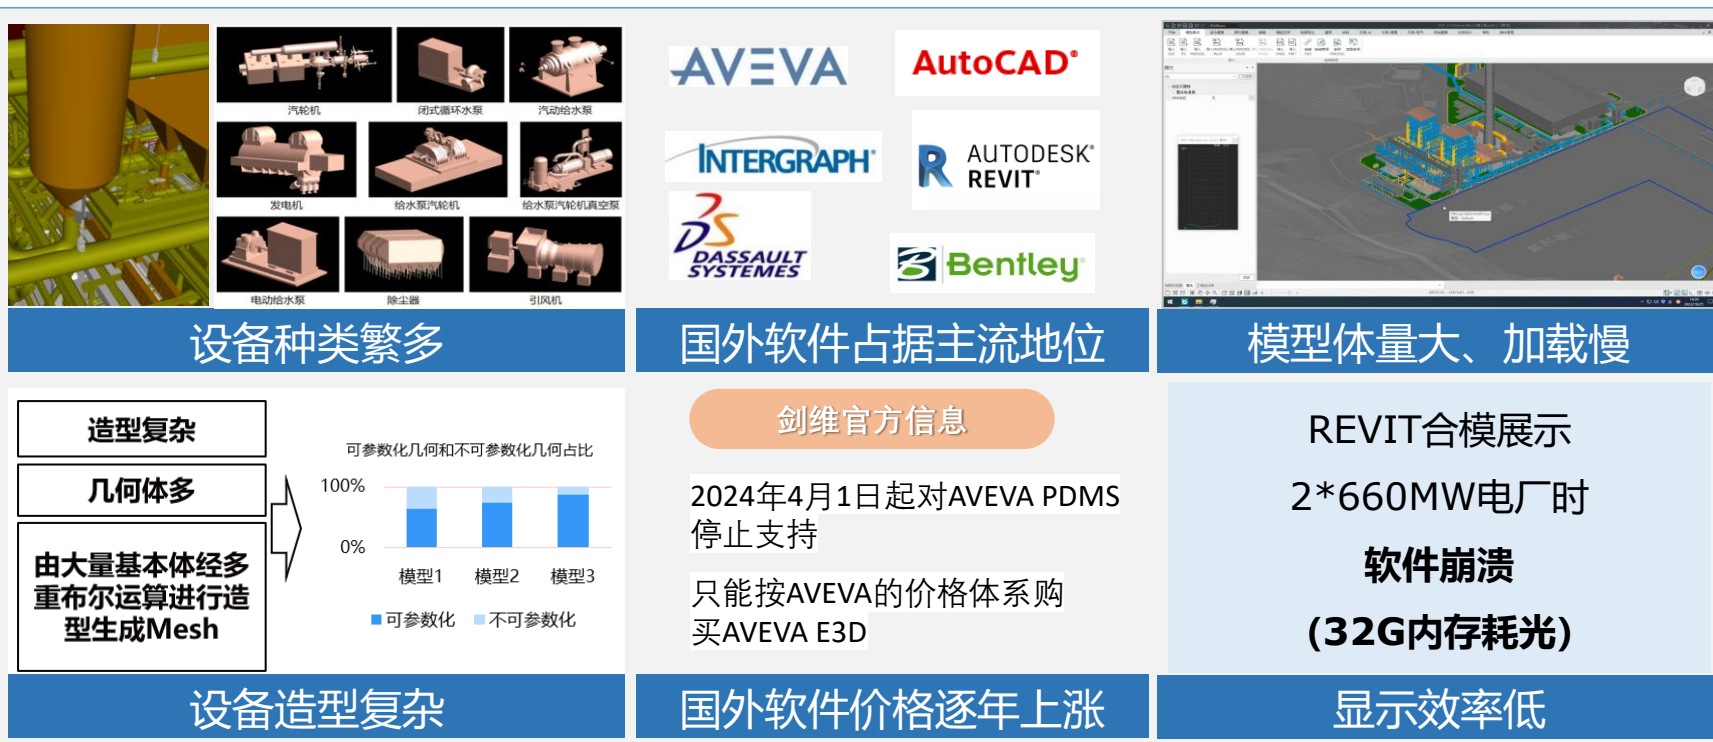 汽轮机
闭式循环水泵
汽动给水泵
发电机
给水泵汽轮机
给水泵汽轮机真空泵
电动给水泵
除尘器
引风机
设备种类繁多
AVEVA
AutoCAD®
INTERGRAPH®
AUTODESK®
REVIT®
DASSAULT
SYSTEMES
Bentley
国外软件占据主流地位
模型体量大、加载慢
造型复杂
几何体多
由大量基本体经多
重布尔运算进行造
型生成Mesh
可参数化几何和不可参数化几何占比
100%
0%
模型1
模型2
模型3
可参数化
不可参数化
设备造型复杂
剑维官方信息
2024年4月1日起对AVEVA PDMS
停止支持
只能按AVEVA的价格体系购
买AVEVA E3D
国外软件价格逐年上涨
REVIT合模展示
2*660MW电厂时
软件崩溃
(32G内存耗光)
显示效率低